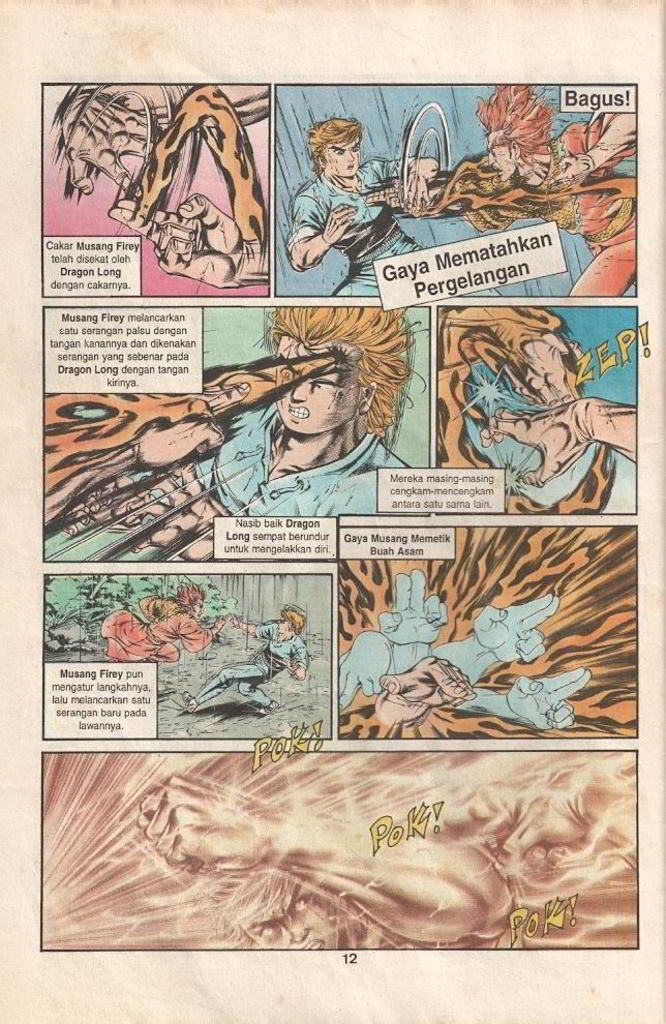 Cakar Musang Firey
telah disekat oleh
Dragon Long
dengan cakarnya.
Bagus!
Gaya Mematahkan
Pergelangan
Musang Firey melancarkan
satu serangan palsu dengan
tangan kanannya dan dikenakan
serangan yang sebenar pada
Dragon Long dengan tangan
kirinya.
Nasib baik Dragon
Long sempat berundur
untuk mengelakkan diri.
ZEP!
Mereka masing-masing
cengkam-mencengkam
antara satu sama lain.
Musang Firey pun
mengatur langkahnya,
lalu melancarkan satu
serangan baru pada
lawannya.
Gaya Musang Memetik
Buah Asam
POK!
POK!
POK!
12